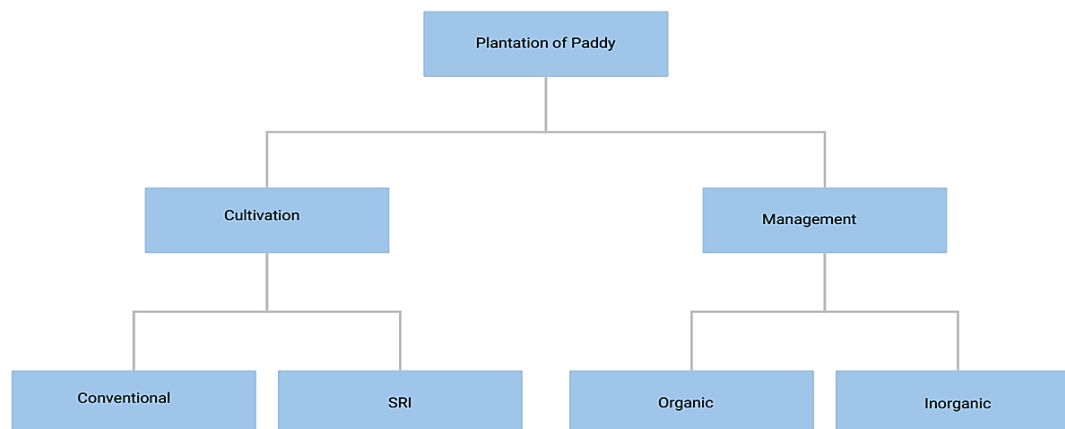 Plantation of Paddy
Cultivation
Management
Conventional
SRI
Organic
Inorganic